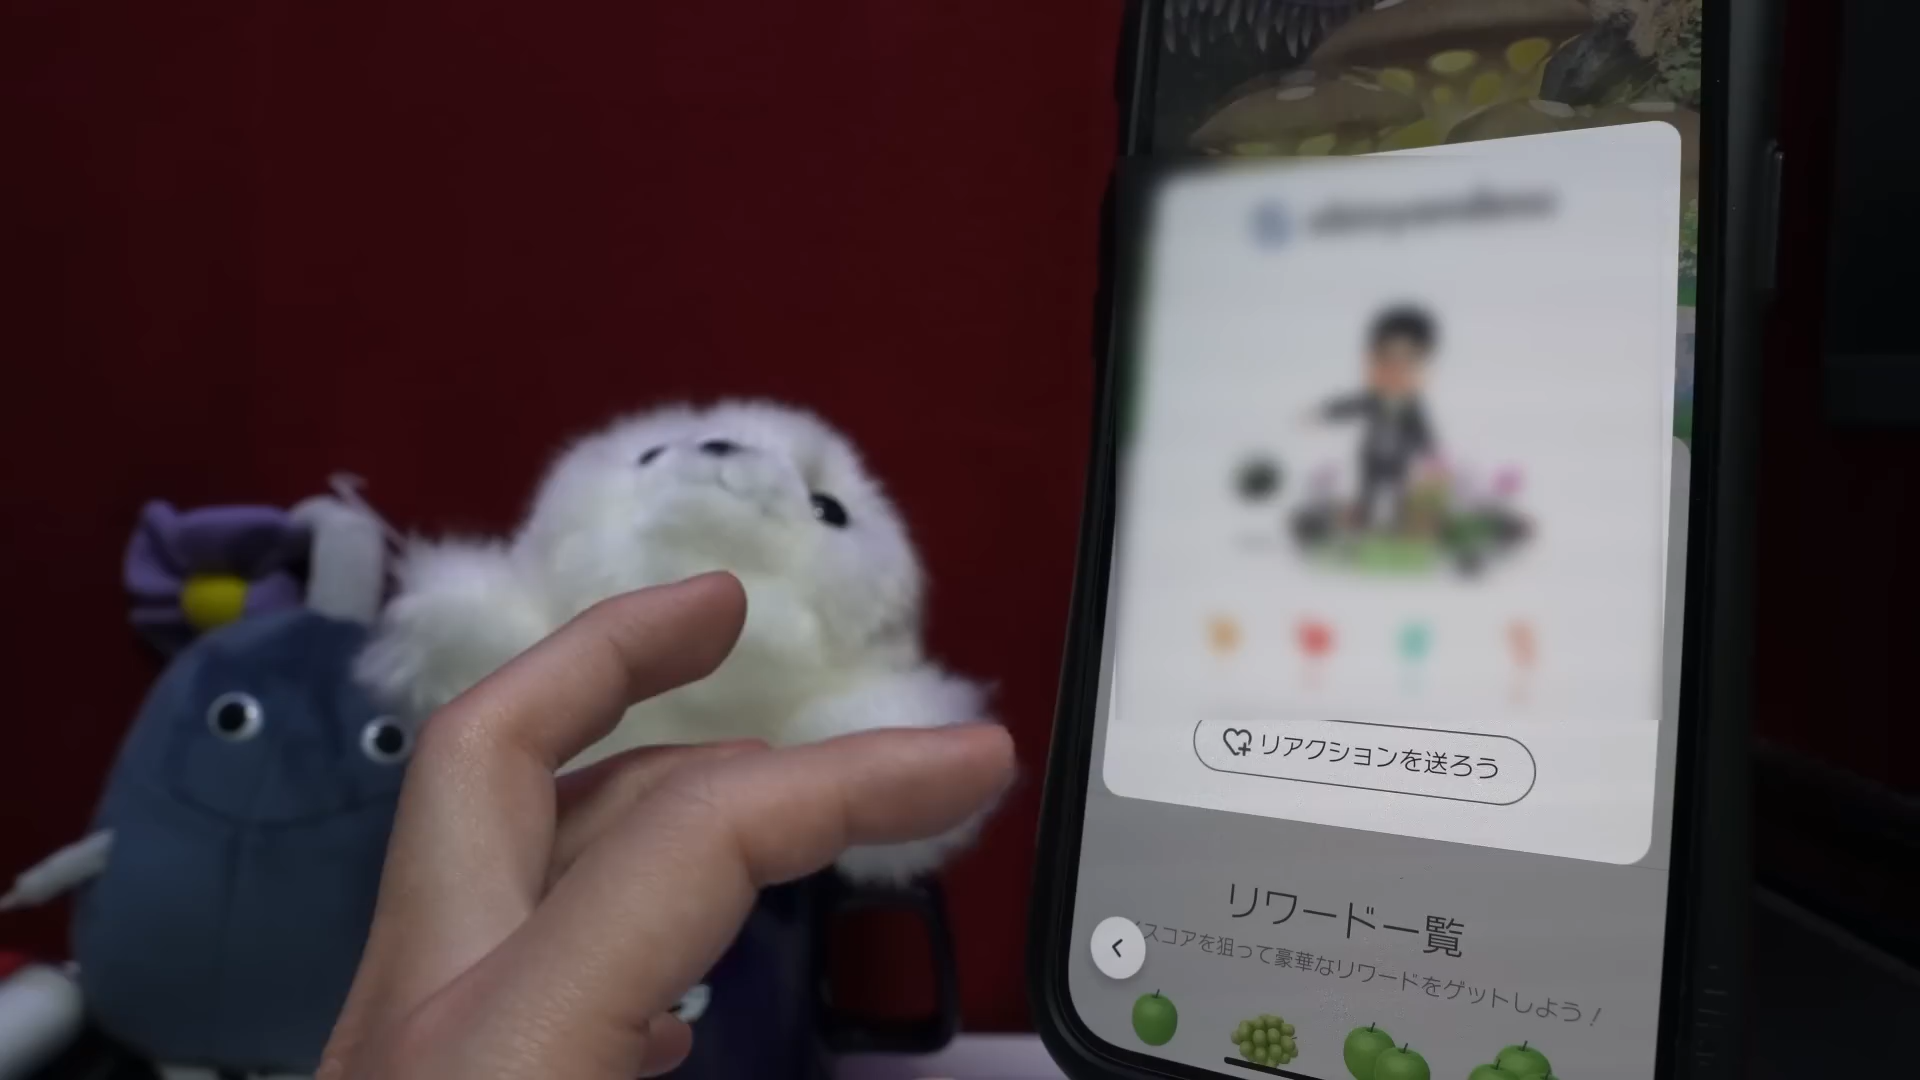 リアクションを送ろう
リワード一覧
スコアを狙って豪華なリワードをゲットしよう！